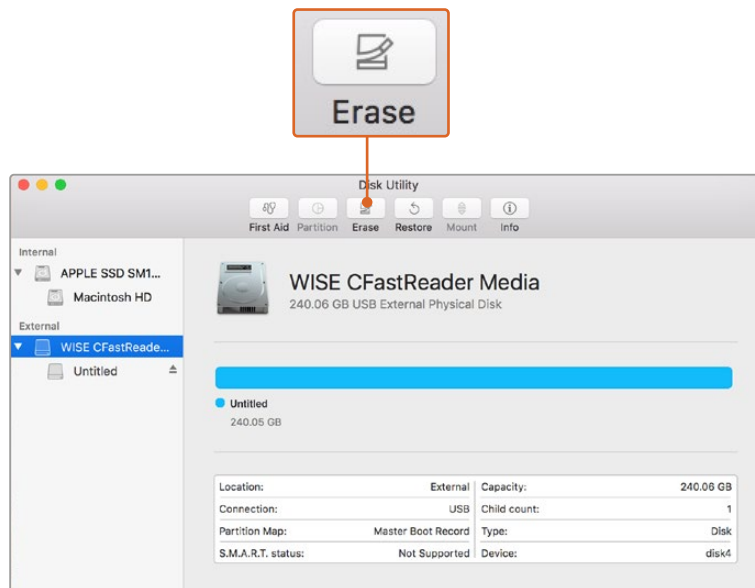 Erase
Disk Utility
First Aid Partition Erase Restore Mount Info
Internal
APPLE SSD SM1...
Macintosh HD
External
WISE CFastReade...
Untitled
WISE CFastReader Media
240.06 GB USB External Physical Disk
Untitled
240.05 GB
Location: External Capacity: 240.06 GB
Connection: USB Child count: 1
Partition Map: Master Boot Record Type: Disk
S.M.A.R.T. status: Not Supported Device: disk4